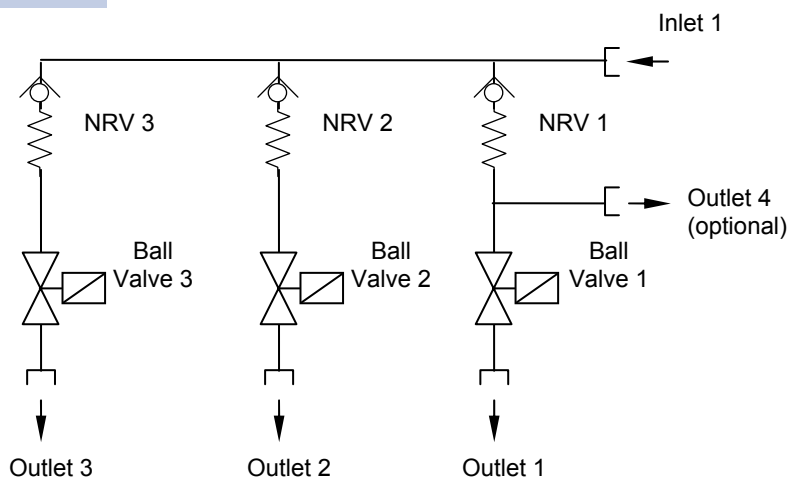 Inlet 1
NRV 3
NRV 2
NRV 1
Outlet 4
(optional)
Ball
Valve 3
Ball
Valve 2
Ball
Valve 1
Outlet 3
Outlet 2
Outlet 1